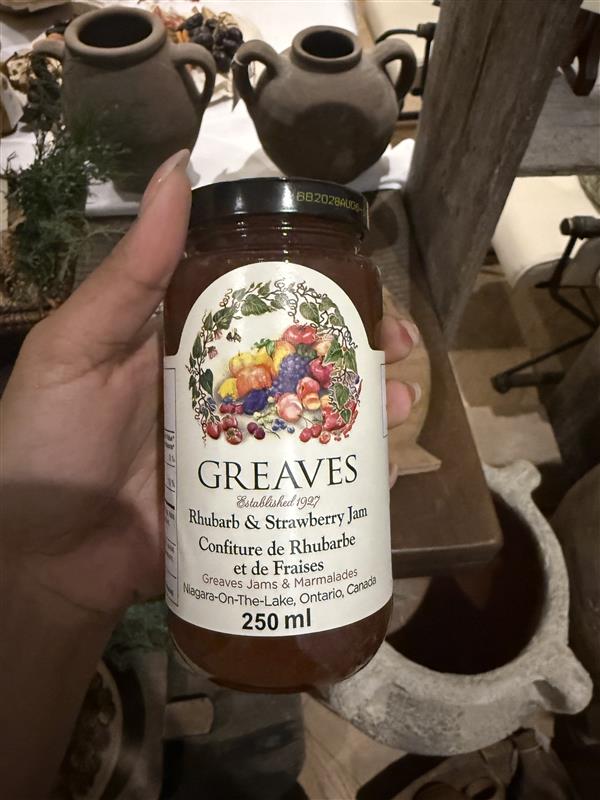 BB2028AU06
GREAVES
Established 1927
Rhubarb & Strawberry Jam
Confiture de Rhubarbe
et de Fraises
Greaves Jams & Marmalades
Niagara-On-The-Lake, Ontario, Canada
250 ml